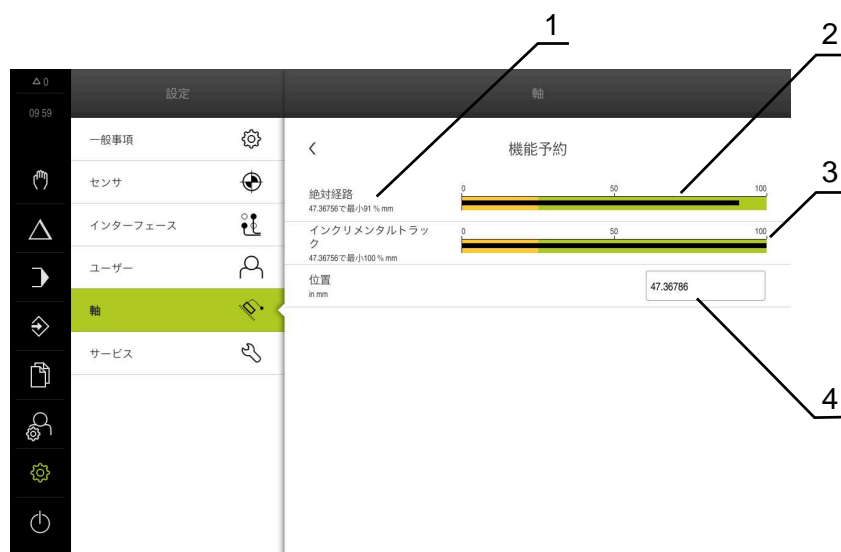 1
2
△ 0
設定
軸
09 59
一般事項
機能予約
センサ
3
絶対経路
0 50 100
47.36756で最小91 % mm
インターフェース
インクリメンタルトラッ
ク
0 50 100
47.36756で最小100 % mm
ユーザー
位置
in mm
47.36786
軸
サービス
4